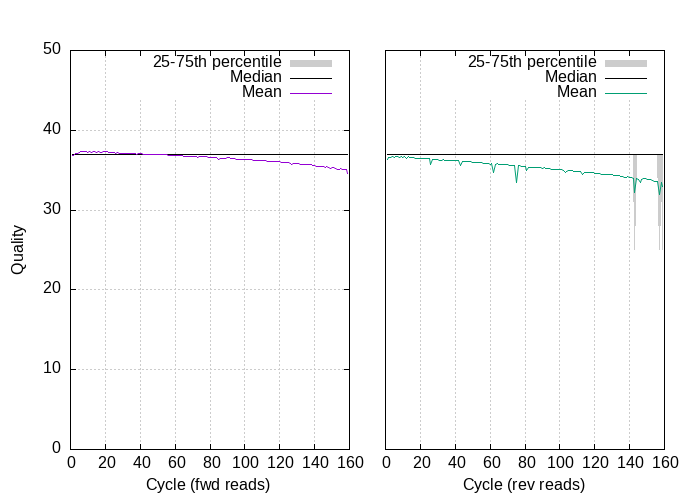 50
40
30
20
10
0
Quality
25-75th percentile
Median
Mean
0 20 40 60 80 100 120 140 160
Cycle (fwd reads)
25-75th percentile
Median
Mean
0 20 40 60 80 100 120 140 160
Cycle (rev reads)